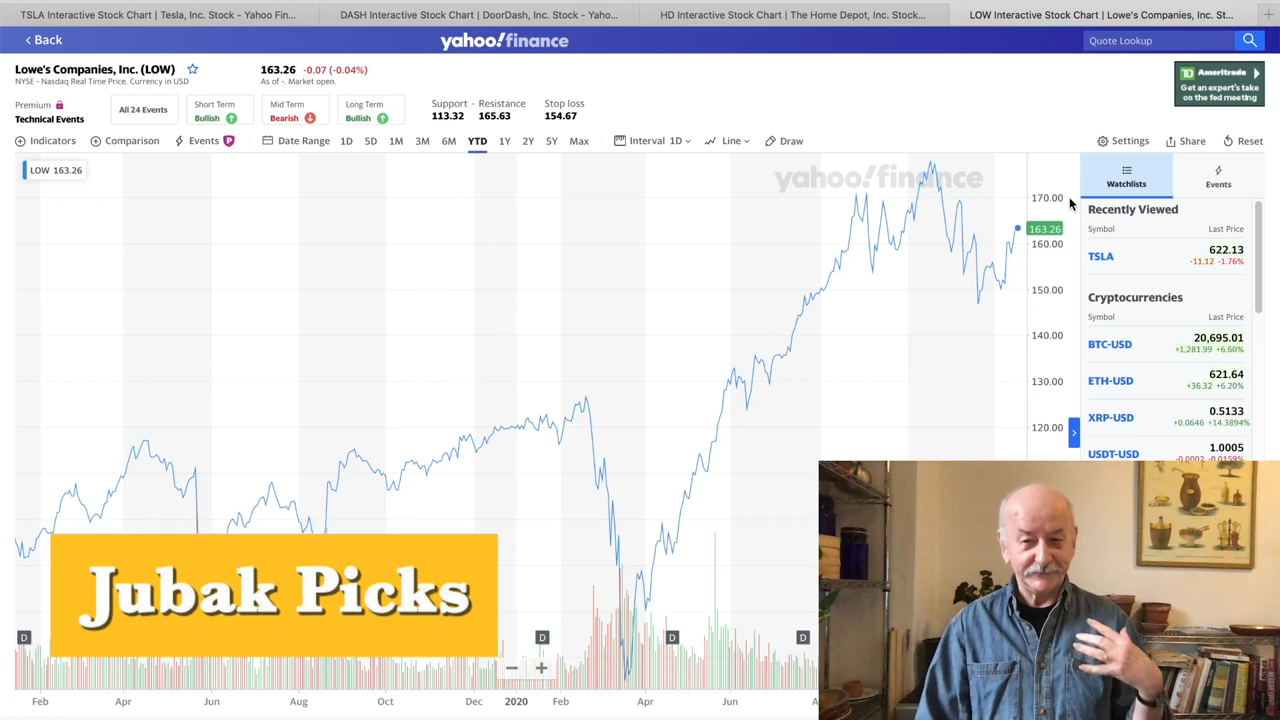 TSLA Interactive Stock Chart | Tesla, Inc. Stock - Yahoo Fin...
DASH Interactive Stock Chart | DoorDash, Inc. Stock - Yaho...
HD Interactive Stock Chart | The Home Depot, Inc. Stock...
LOW Interactive Stock Chart | Lowe's Companies, Inc. St...
Back
yahoo!finance
Quote Lookup
Lowe's Companies, Inc. (LOW)
163.26 -0.07 (-0.04%)
NYSE - Nasdaq Real Time Price. Currency in USD
As of -. Market open.
Ameritrade
Get an expert's take
on the fed meeting
Premium
Technical Events
All 24 Events
Short Term
Bullish
Mid Term
Bearish
Long Term
Bullish
Support - Resistance
113.32 165.63
Stop loss
154.67
Indicators
Comparison
Events P
Date Range 1D 5D 1M 3M 6M YTD 1Y 2Y 5Y Max
Interval 1D
Line
Draw
Settings
Share
Reset
LOW 163.26
yahoo!finance
170.00
163.26
160.00
150.00
140.00
130.00
120.00
Watchlists
Events
Recently Viewed
Symbol Last Price
TSLA 622.13
-11.12 -1.76%
Cryptocurrencies
Symbol Last Price
BTC-USD 20,695.01
+1,281.99 +6.60%
ETH-USD 621.64
+36.32 +6.20%
XRP-USD 0.5133
+0.0646 +14.3894%
USDT-USD 1.0005
-0.0002 -0.0159%
Jubak Picks
D D D D
Feb Apr Jun Aug Oct Dec 2020 Feb Apr Jun